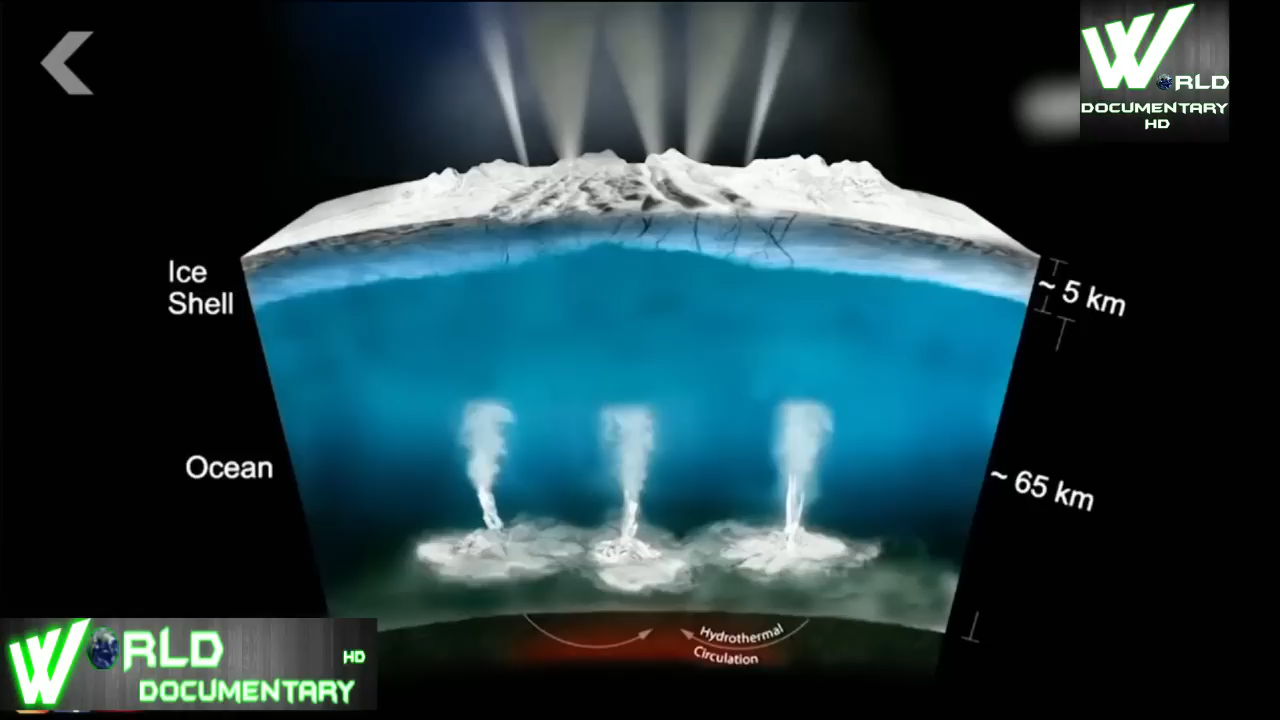 WORLD
DOCUMENTARY
HD
Ice
Shell
~ 5 km
Ocean
~ 65 km
Hydrothermal
Circulation
WORLD HD
DOCUMENTARY